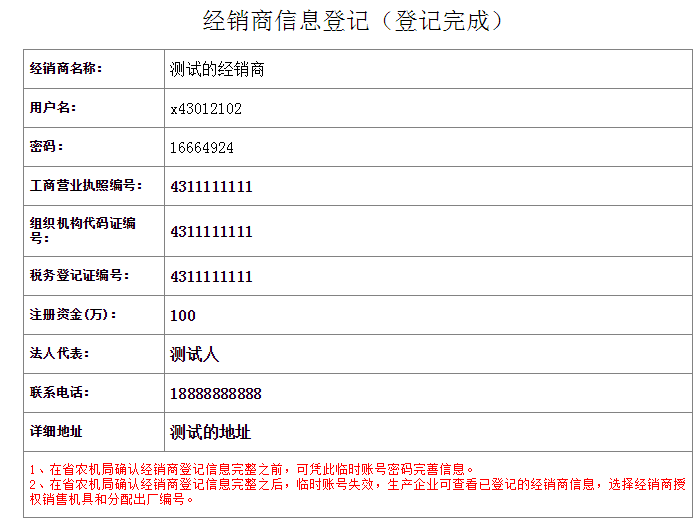 经销商信息登记（登记完成）
经销商名称： 测试的经销商
用户名： x43012102
密码： 16664924
工商营业执照编号： 4311111111
组织机构代码证编
号： 4311111111
税务登记证编号： 4311111111
注册资金(万)： 100
法人代表： 测试人
联系电话： 18888888888
详细地址 测试的地址
1、在省农机局确认经销商登记信息完整之前，可凭此临时账号密码完善信息。
2、在省农机局确认经销商登记信息完整之后，临时账号失效，生产企业可查看已登记的经销商信息，选择经销商授
权销售机具和分配出厂编号。